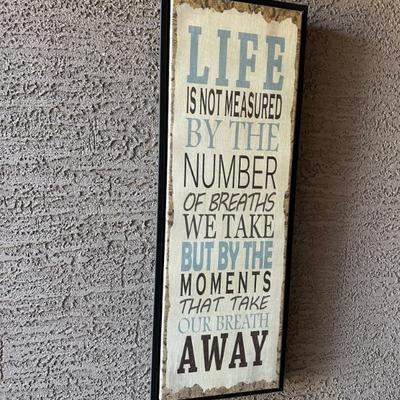 LIFE
IS NOT MEASURED
BY THE
NUMBER
OF BREATHS
WE TAKE
BUT BY THE
MOMENTS
THAT TAKE
OUR BREATH
AWAY